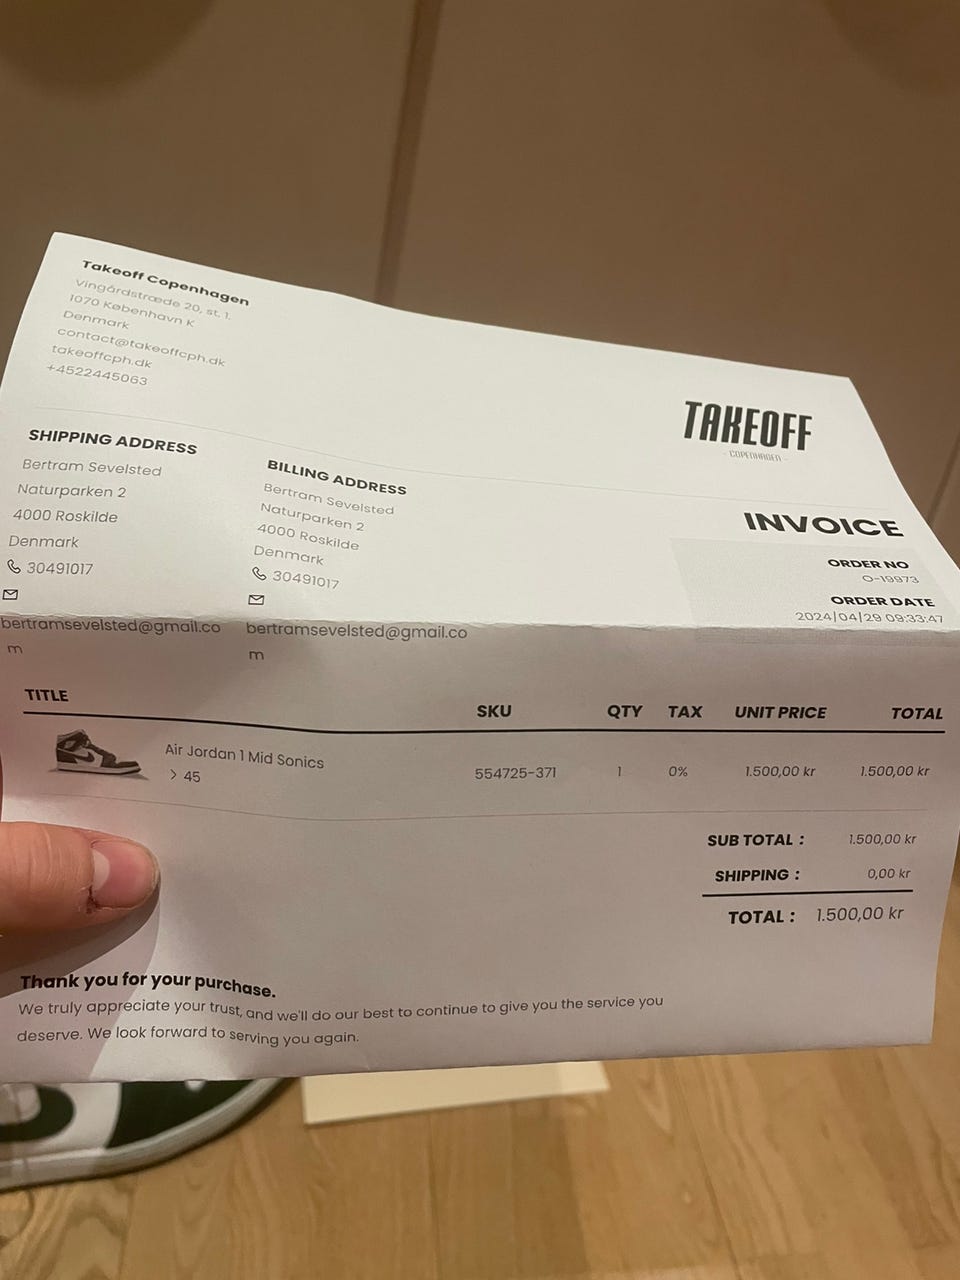 Takeoff Copenhagen
Vingårdstræde 20, st. 1.
1070 København K
Denmark
contact@takeoffcph.dk
takeoffcph.dk
+4522445063
TAKEOFF
- COPENHAGEN -
SHIPPING ADDRESS
Bertram Sevelsted
Naturparken 2
4000 Roskilde
Denmark
30491017
bertramsevelsted@gmail.co
m
BILLING ADDRESS
Bertram Sevelsted
Naturparken 2
4000 Roskilde
Denmark
30491017
bertramsevelsted@gmail.co
m
INVOICE
ORDER NO
O-19973
ORDER DATE
2024/04/29 09:33:47
TITLE SKU QTY TAX UNIT PRICE TOTAL
Air Jordan 1 Mid Sonics 554725-371 1 0% 1.500,00 kr 1.500,00 kr
> 45
SUB TOTAL : 1.500,00 kr
SHIPPING : 0,00 kr
TOTAL : 1.500,00 kr
Thank you for your purchase.
We truly appreciate your trust, and we'll do our best to continue to give you the service you
deserve. We look forward to serving you again.